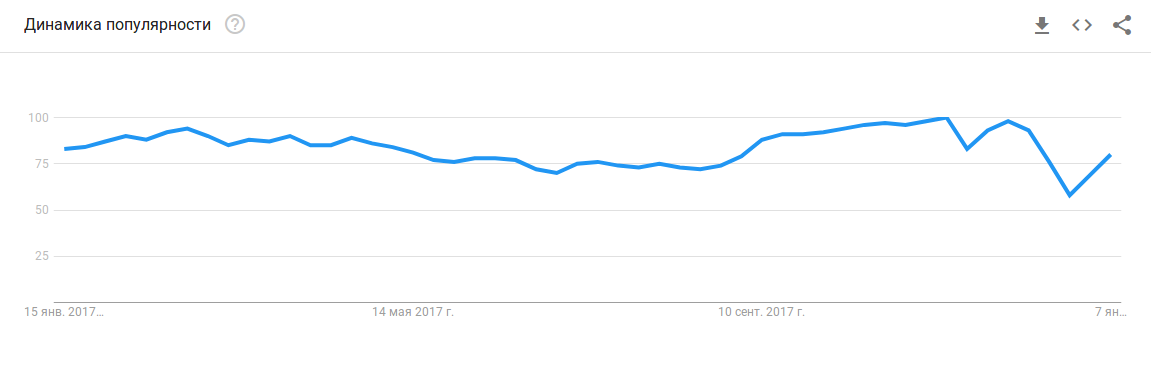 Динамика популярности
100
75
50
25
15 янв. 2017…
14 мая 2017 г.
10 сент. 2017 г.
7 ян…